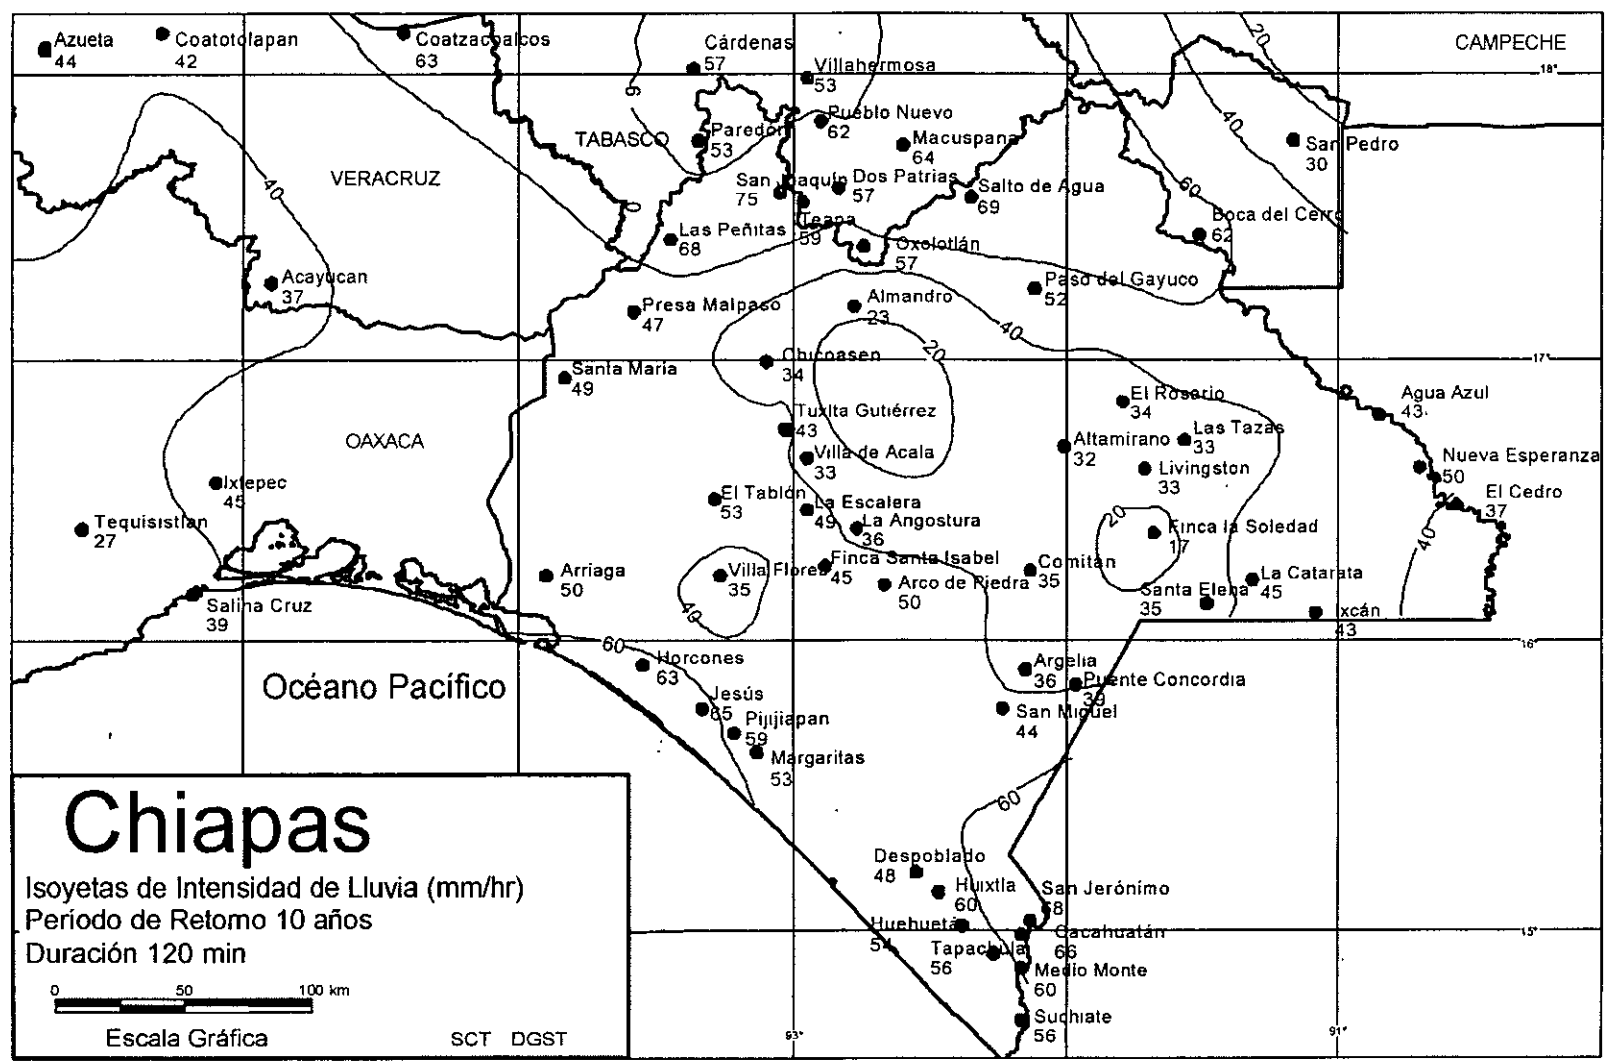 Azueta
44
Coatotolapan
42
Coatzacoalcos
63
Cárdenas
57
Villahermosa
53
20
CAMPECHE
18°
Pueblo Nuevo
62
TABASCO
Paredón
53
Macuspana
64
40
San Pedro
30
VERACRUZ
40
San Joaquín
75
Dos Patrias
57
Salto de Agua
69
60
Las Peñitas
68
Teapa
59
Oxolotlán
57
Boca del Cerro
62
Acayucan
37
Presa Malpaso
47
Almandro
23
Paso del Gayuco
52
40
20
Chicoasen
34
17°
Santa María
49
El Rosario
34
Agua Azul
43
Tuxlta Gutiérrez
43
OAXACA
Altamirano
32
Las Tazas
33
Villa de Acala
33
Livingston
33
Nueva Esperanza
50
Ixtepec
45
El Tablón
53
La Escalera
49
El Cedro
37
Tequisistlan
27
La Angostura
36
20
Finca la Soledad
17
40
Arriaga
50
Villa Flores
35
Finca Santa Isabel
45
Arco de Piedra
50
Comitán
35
Santa Elena
35
La Catarata
45
Salina Cruz
39
40
Ixcán
43
60
16°
Horcones
63
Argelia
36
Puente Concordia
39
Océano Pacífico
Jesús
65
San Miguel
44
Pijijiapan
59
Margaritas
53
60
Chiapas
Isoyetas de Intensidad de Lluvia (mm/hr)
Período de Retorno 10 años
Duración 120 min
0 50 100 km
Escala Gráfica
SCT DGST
Despoblado
48
Huixtla
60
San Jerónimo
68
Huehuetán
54
Cacahuatán
66
15°
Tapachula
56
Medio Monte
60
Suchiate
56
93°
91°